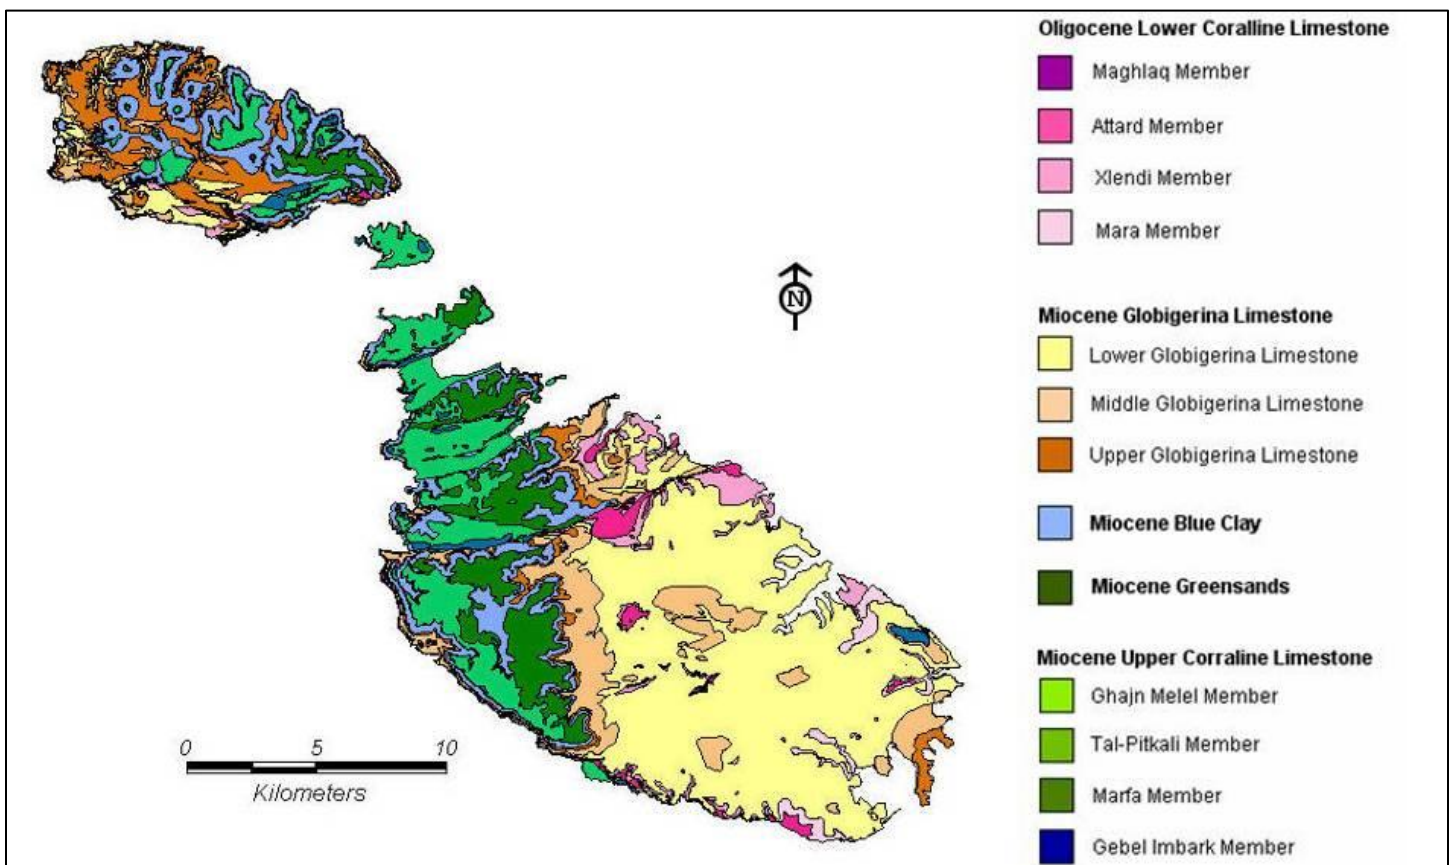 Oligocene Lower Coralline Limestone
Maghlaq Member
Attard Member
Xlendi Member
Mara Member
N
Miocene Globigerina Limestone
Lower Globigerina Limestone
Middle Globigerina Limestone
Upper Globigerina Limestone
Miocene Blue Clay
Miocene Greensands
Miocene Upper Corraline Limestone
Ghajn Melel Member
Tal-Pitkali Member
Marfa Member
Gebel Imbark Member
0 5 10
Kilometers